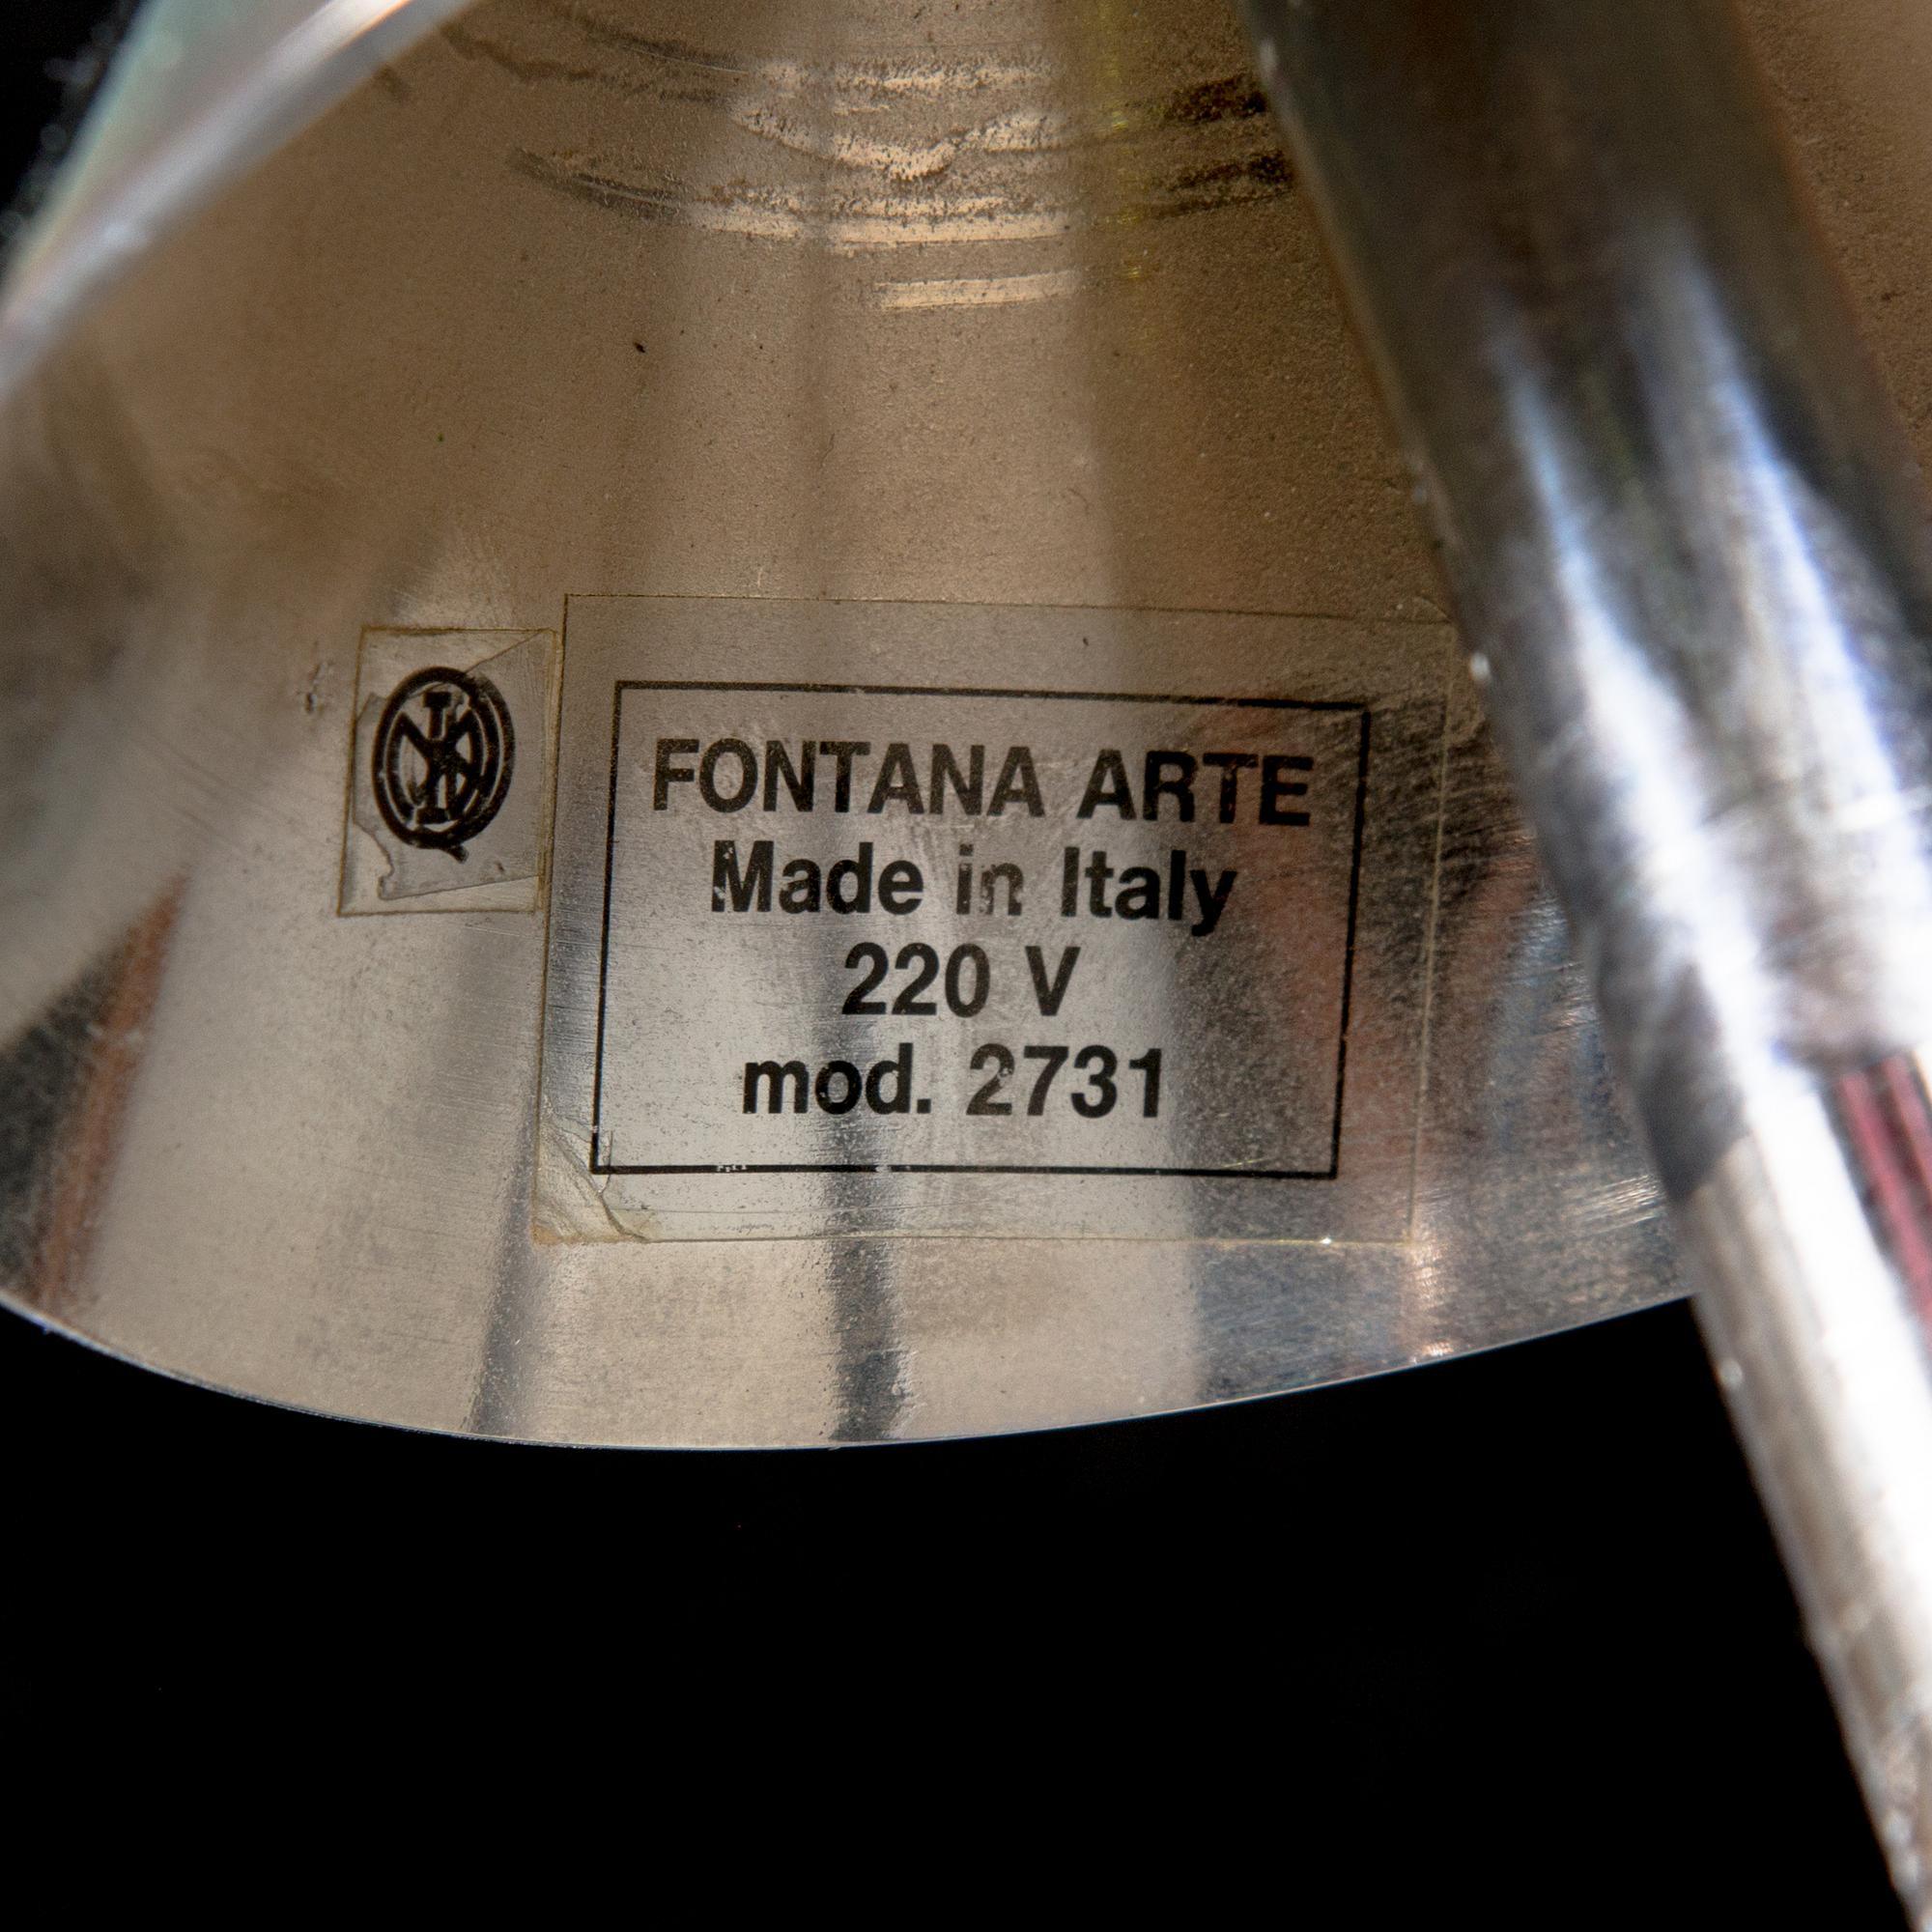 FONTANA ARTE
Made in Italy
220 V
mod. 2731